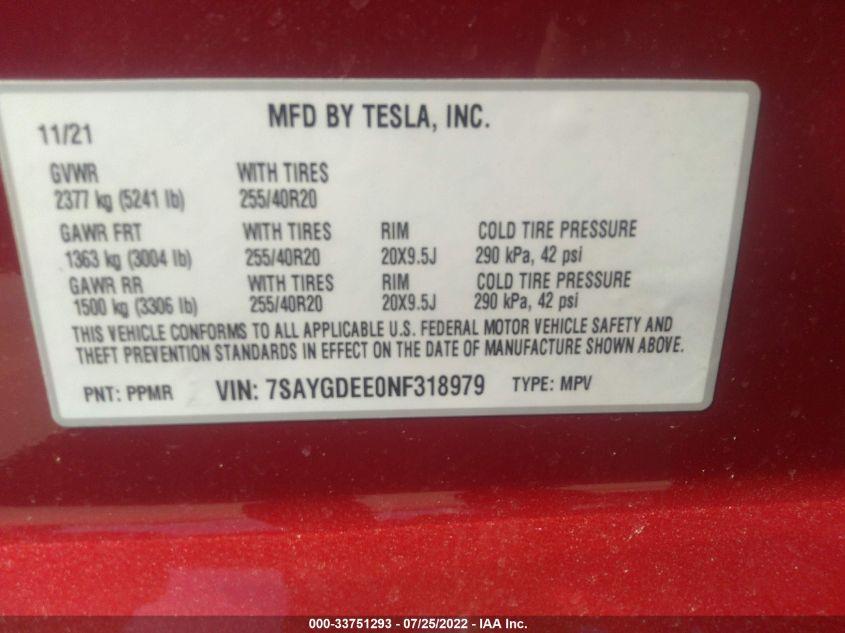 MFD BY TESLA, INC.
11/21
GVWR WITH TIRES
2377 kg (5241 lb) 255/40R20
GAWR FRT WITH TIRES RIM COLD TIRE PRESSURE
1363 kg (3004 lb) 255/40R20 20X9.5J 290 kPa, 42 psi
GAWR RR WITH TIRES RIM COLD TIRE PRESSURE
1500 kg (3306 lb) 255/40R20 20X9.5J 290 kPa, 42 psi
THIS VEHICLE CONFORMS TO ALL APPLICABLE U.S. FEDERAL MOTOR VEHICLE SAFETY AND
THEFT PREVENTION STANDARDS IN EFFECT ON THE DATE OF MANUFACTURE SHOWN ABOVE.
PNT: PPMR VIN: 7SAYGDEE0NF318979 TYPE: MPV
000-33751293 - 07/25/2022 - IAA Inc.